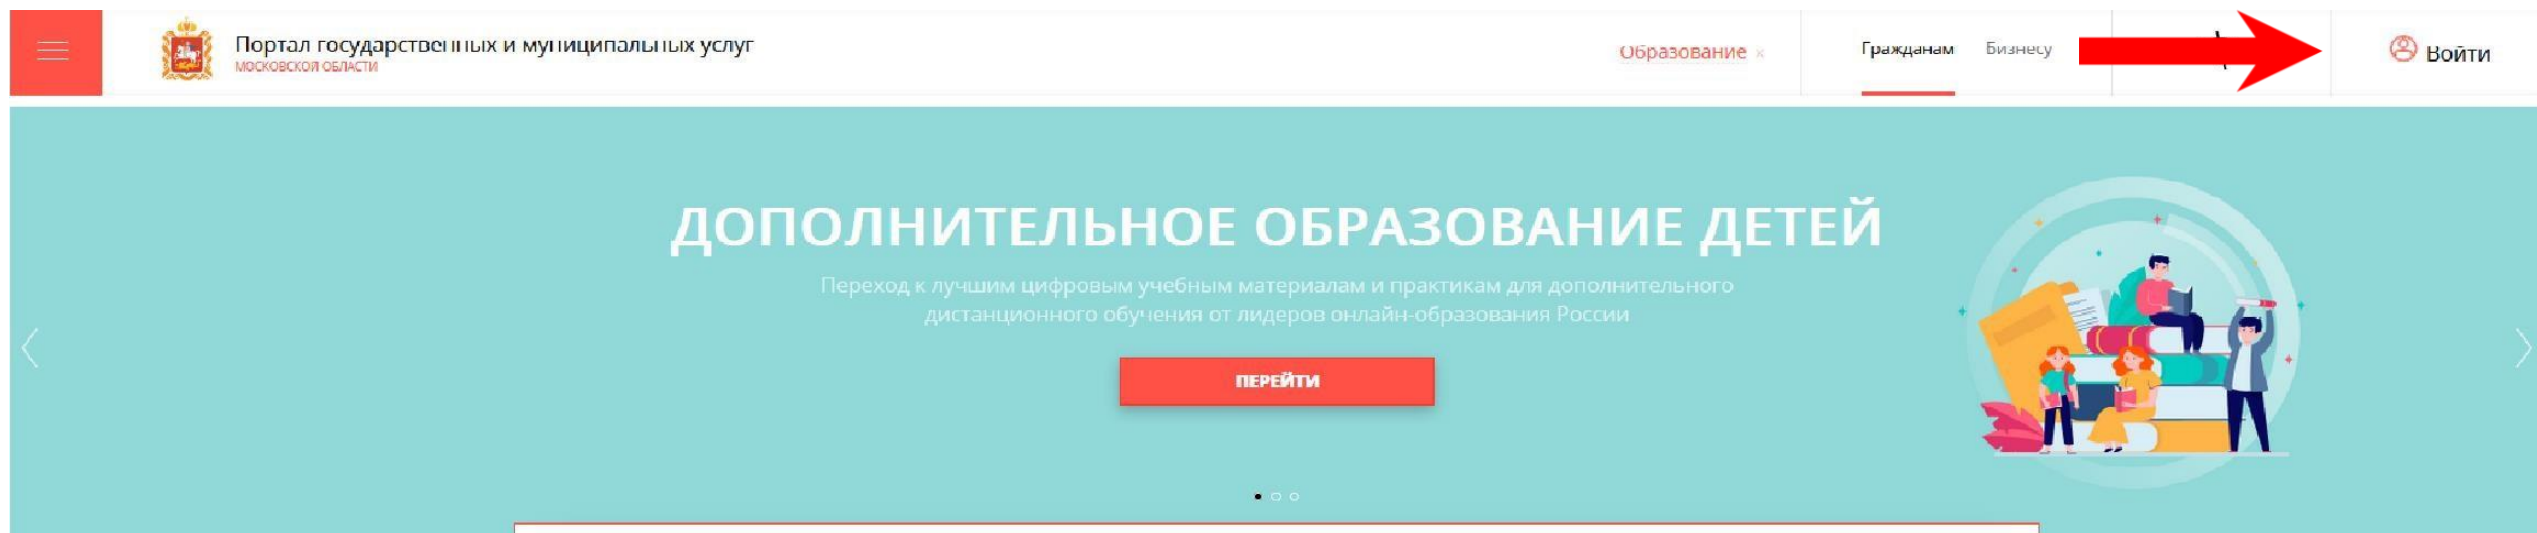 Портал государственных и муниципальных услуг
МОСКОВСКОЙ ОБЛАСТИ
Образование ×
Гражданам
Бизнесу
Войти
ДОПОЛНИТЕЛЬНОЕ ОБРАЗОВАНИЕ ДЕТЕЙ
Переход к лучшим цифровым учебным материалам и практикам для дополнительного
дистанционного обучения от лидеров онлайн-образования России
ПЕРЕЙТИ